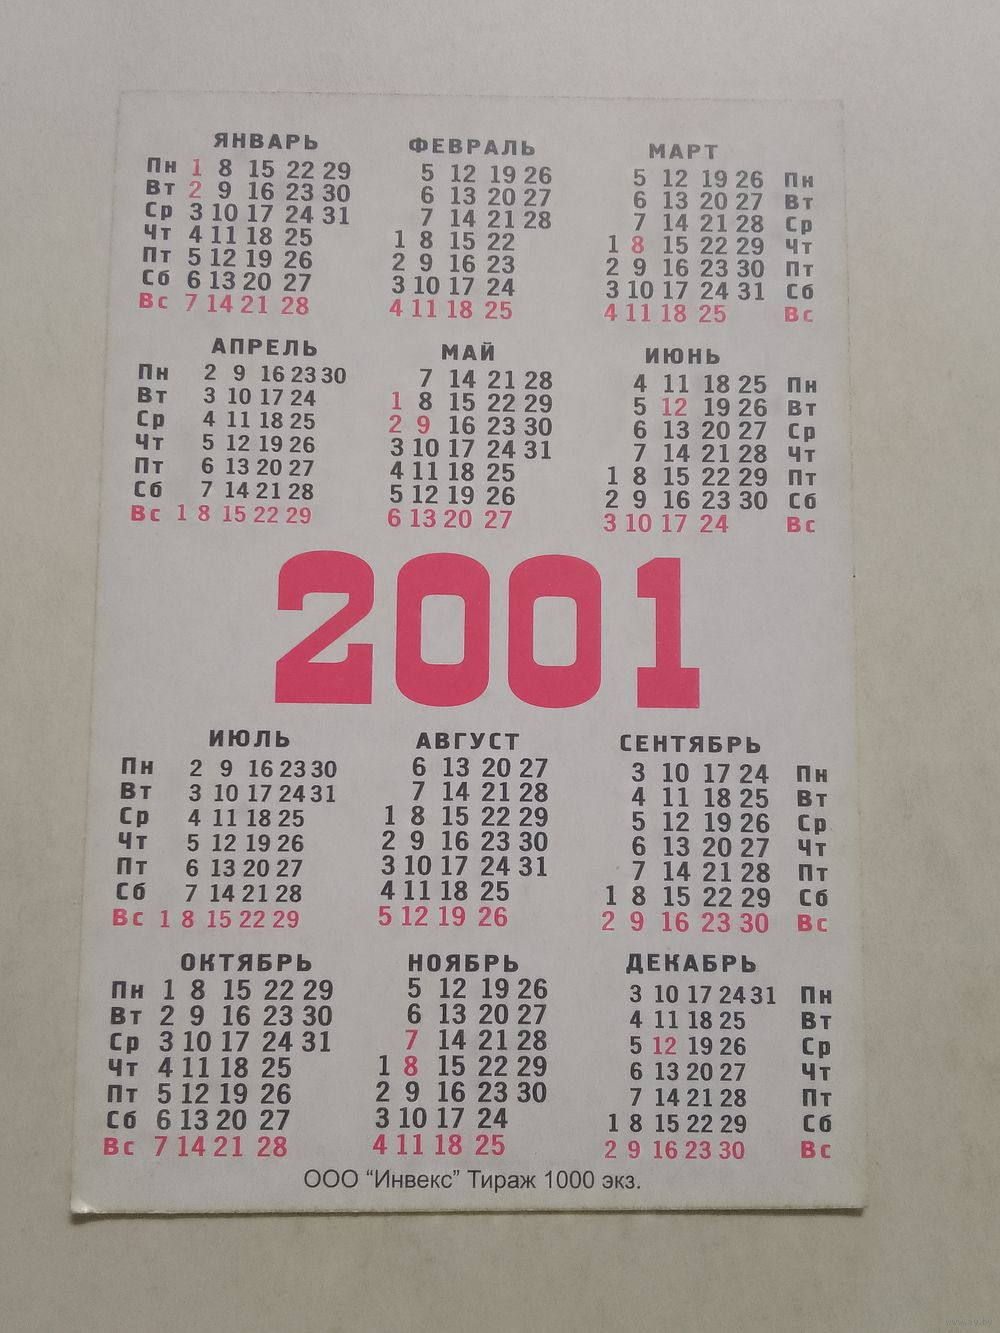 ЯНВАРЬ ФЕВРАЛЬ МАРТ
Пн 1 8 15 22 29 5 12 19 26 5 12 19 26 Пн
Вт 2 9 16 23 30 6 13 20 27 6 13 20 27 Вт
Ср 3 10 17 24 31 7 14 21 28 7 14 21 28 Ср
Чт 4 11 18 25 1 8 15 22 1 8 15 22 29 Чт
Пт 5 12 19 26 2 9 16 23 2 9 16 23 30 Пт
Сб 6 13 20 27 3 10 17 24 3 10 17 24 31 Сб
Вс 7 14 21 28 4 11 18 25 4 11 18 25 Вс
АПРЕЛЬ МАЙ ИЮНЬ
Пн 2 9 16 23 30 7 14 21 28 4 11 18 25 Пн
Вт 3 10 17 24 1 8 15 22 29 5 12 19 26 Вт
Ср 4 11 18 25 2 9 16 23 30 6 13 20 27 Ср
Чт 5 12 19 26 3 10 17 24 31 7 14 21 28 Чт
Пт 6 13 20 27 4 11 18 25 1 8 15 22 29 Пт
Сб 7 14 21 28 5 12 19 26 2 9 16 23 30 Сб
Вс 1 8 15 22 29 6 13 20 27 3 10 17 24 Вс
2001
ИЮЛЬ АВГУСТ СЕНТЯБРЬ
Пн 2 9 16 23 30 6 13 20 27 3 10 17 24 Пн
Вт 3 10 17 24 31 7 14 21 28 4 11 18 25 Вт
Ср 4 11 18 25 1 8 15 22 29 5 12 19 26 Ср
Чт 5 12 19 26 2 9 16 23 30 6 13 20 27 Чт
Пт 6 13 20 27 3 10 17 24 31 7 14 21 28 Пт
Сб 7 14 21 28 4 11 18 25 1 8 15 22 29 Сб
Вс 1 8 15 22 29 5 12 19 26 2 9 16 23 30 Вс
ОКТЯБРЬ НОЯБРЬ ДЕКАБРЬ
Пн 1 8 15 22 29 5 12 19 26 3 10 17 24 31 Пн
Вт 2 9 16 23 30 6 13 20 27 4 11 18 25 Вт
Ср 3 10 17 24 31 7 14 21 28 5 12 19 26 Ср
Чт 4 11 18 25 1 8 15 22 29 6 13 20 27 Чт
Пт 5 12 19 26 2 9 16 23 30 7 14 21 28 Пт
Сб 6 13 20 27 3 10 17 24 1 8 15 22 29 Сб
Вс 7 14 21 28 4 11 18 25 2 9 16 23 30 Вс
ООО “Инвекс” Тираж 1000 экз.
www.ay.by